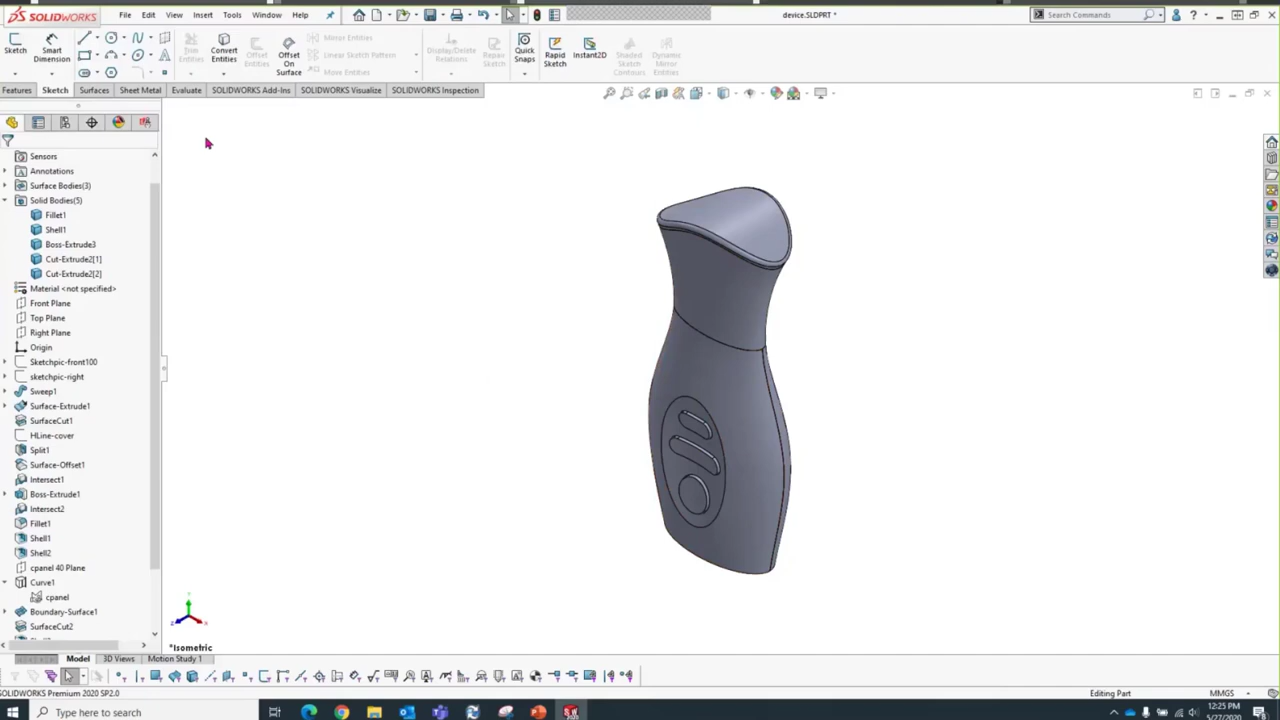 SOLIDWORKS File Edit View Insert Tools Window Help device.SLDPRT * Search Commands
Sketch Smart Dimension Trim Entities Convert Entities Offset Entities Offset On Surface Mirror Entities Linear Sketch Pattern Move Entities Display/Delete Relations Repair Sketch Quick Snaps Rapid Sketch Instant2D Shaded Sketch Contours Dynamic Mirror Entities
Features Sketch Surfaces Sheet Metal Evaluate SOLIDWORKS Add-Ins SOLIDWORKS Visualize SOLIDWORKS Inspection
Sensors
Annotations
Surface Bodies(3)
Solid Bodies(5)
Fillet1
Shell1
Boss-Extrude3
Cut-Extrude2[1]
Cut-Extrude2[2]
Material <not specified>
Front Plane
Top Plane
Right Plane
Origin
Sketchpic-front100
sketchpic-right
Sweep1
Surface-Extrude1
SurfaceCut1
HLine-cover
Split1
Surface-Offset1
Intersect1
Boss-Extrude1
Intersect2
Fillet1
Shell1
Shell2
cpanel 40 Plane
Curve1
cpanel
Boundary-Surface1
SurfaceCut2
*Isometric
Model 3D Views Motion Study 1
SOLIDWORKS Premium 2020 SP2.0 Editing Part MMGS
Type here to search 12:25 PM
5/27/2020